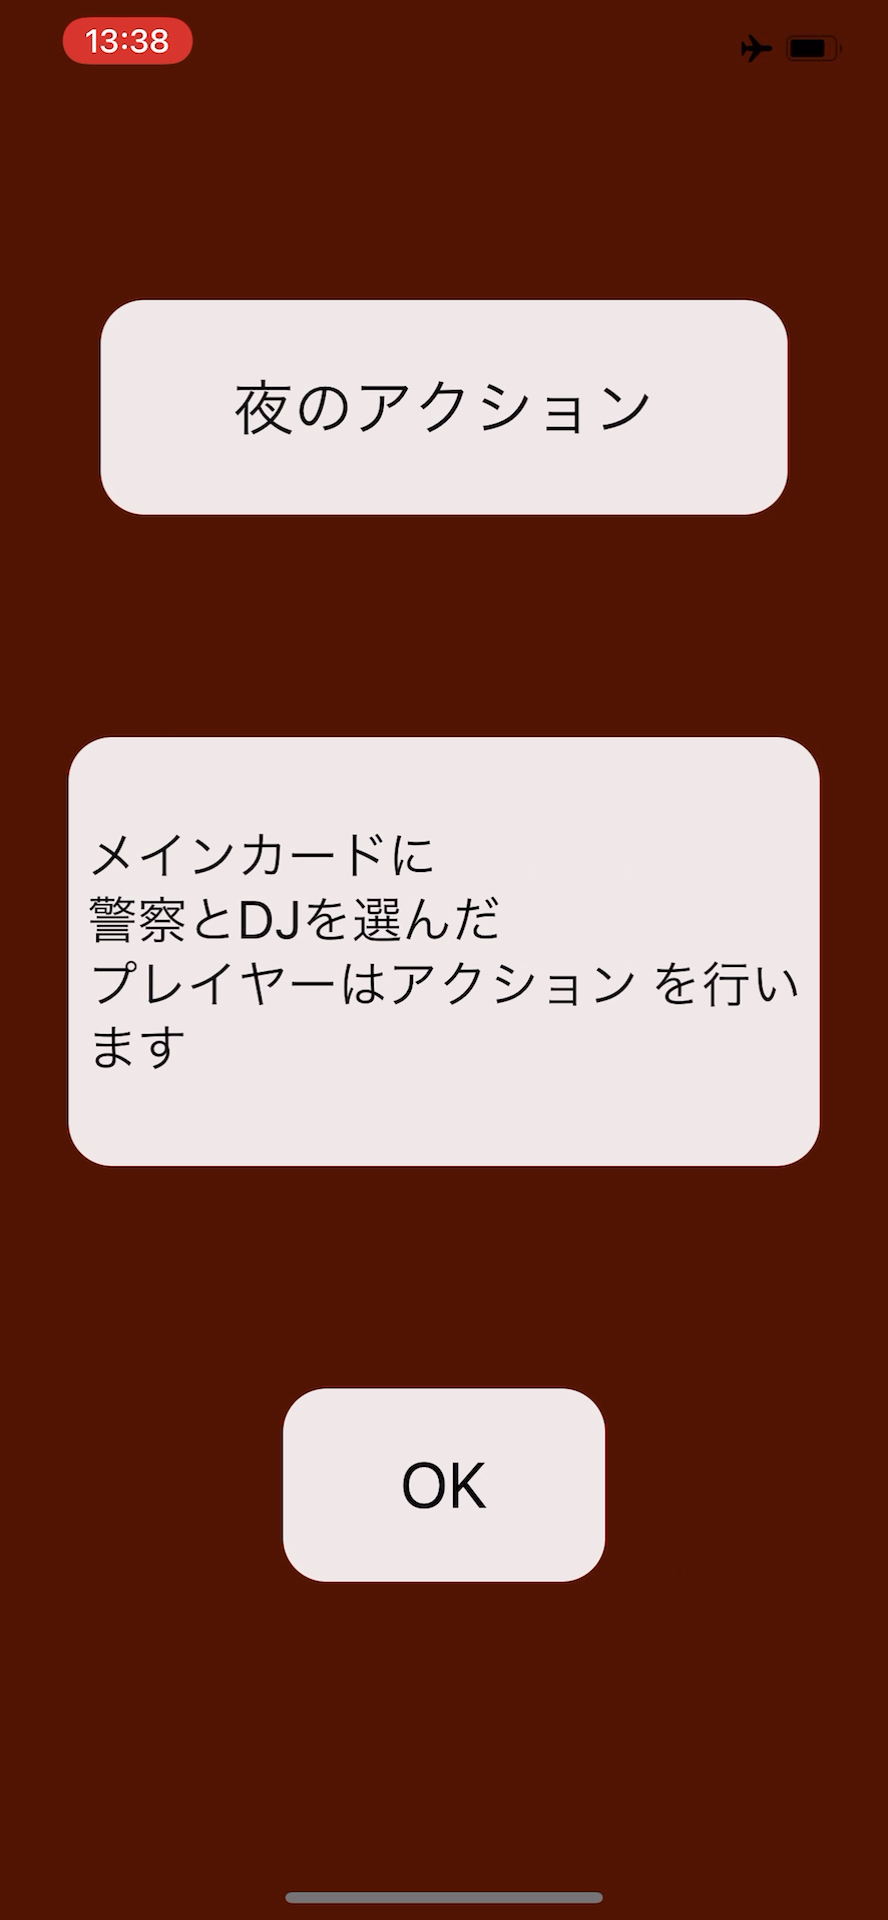 13:38
夜のアクション
メインカードに
警察とDJを選んだ
プレイヤーはアクション を行い
ます
OK